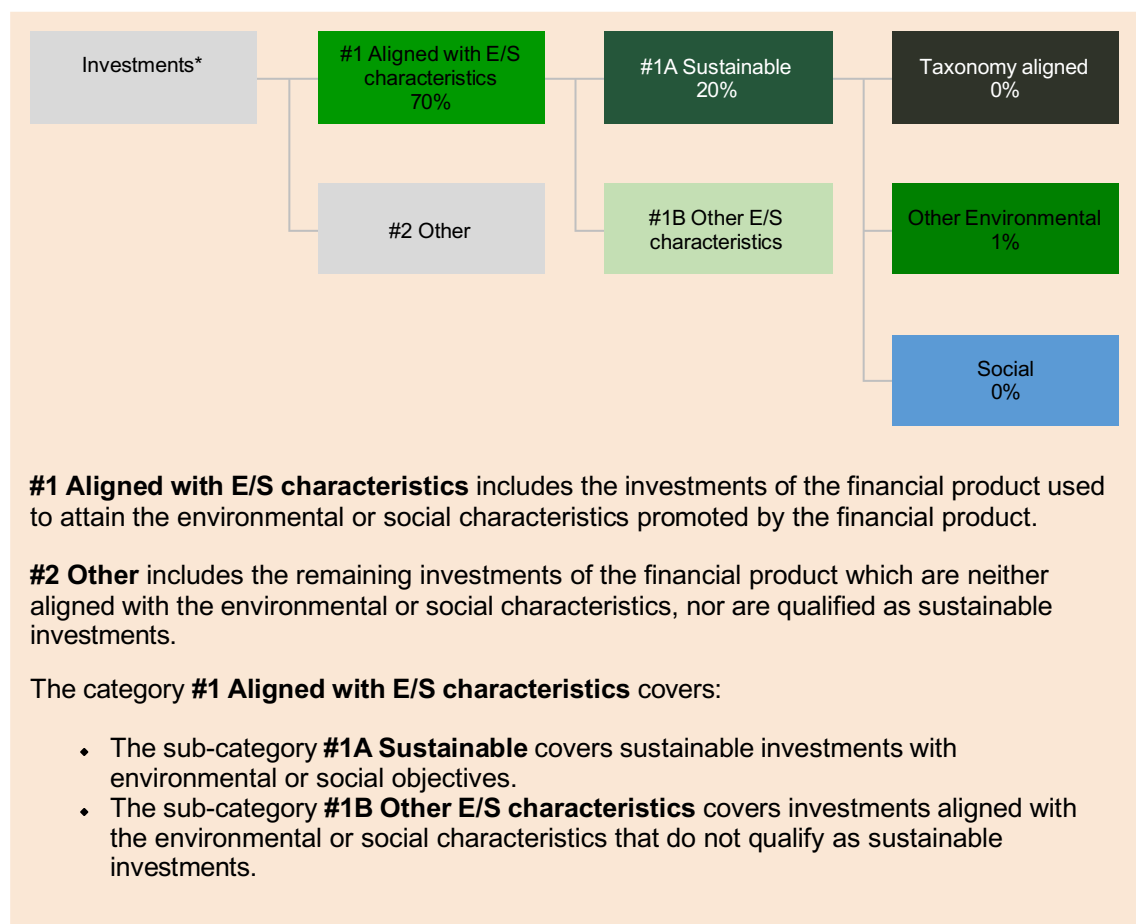 Investments*
#1 Aligned with E/S
characteristics
70%
#1A Sustainable
20%
Taxonomy aligned
0%
#2 Other
#1B Other E/S
characteristics
Other Environmental
1%
Social
0%
#1 Aligned with E/S characteristics includes the investments of the financial product used
to attain the environmental or social characteristics promoted by the financial product.
#2 Other includes the remaining investments of the financial product which are neither
aligned with the environmental or social characteristics, nor are qualified as sustainable
investments.
The category #1 Aligned with E/S characteristics covers:
• The sub-category #1A Sustainable covers sustainable investments with
environmental or social objectives.
• The sub-category #1B Other E/S characteristics covers investments aligned with
the environmental or social characteristics that do not qualify as sustainable
investments.